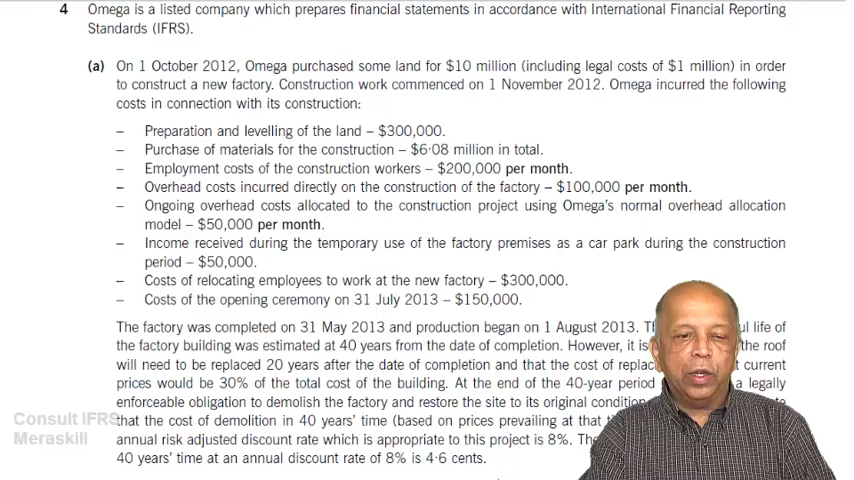 4 Omega is a listed company which prepares financial statements in accordance with International Financial Reporting
Standards (IFRS).
(a) On 1 October 2012, Omega purchased some land for $10 million (including legal costs of $1 million) in order
to construct a new factory. Construction work commenced on 1 November 2012. Omega incurred the following
costs in connection with its construction:
– Preparation and levelling of the land – $300,000.
– Purchase of materials for the construction – $6·08 million in total.
– Employment costs of the construction workers – $200,000 per month.
– Overhead costs incurred directly on the construction of the factory – $100,000 per month.
– Ongoing overhead costs allocated to the construction project using Omega's normal overhead allocation
model – $50,000 per month.
– Income received during the temporary use of the factory premises as a car park during the construction
period – $50,000.
– Costs of relocating employees to work at the new factory – $300,000.
– Costs of the opening ceremony on 31 July 2013 – $150,000.
The factory was completed on 31 May 2013 and production began on 1 August 2013. life of
the factory building was estimated at 40 years from the date of completion. However, it is the roof
will need to be replaced 20 years after the date of completion and that the cost of current
prices would be 30% of the total cost of the building. At the end of the 40-year period a legally
enforceable obligation to demolish the factory and restore the site to its original
that the cost of demolition in 40 years' time (based on prices prevailing at that
annual risk adjusted discount rate which is appropriate to this project is 8%.
40 years' time at an annual discount rate of 8% is 4·6 cents.
Consult IFRS
Meraskill